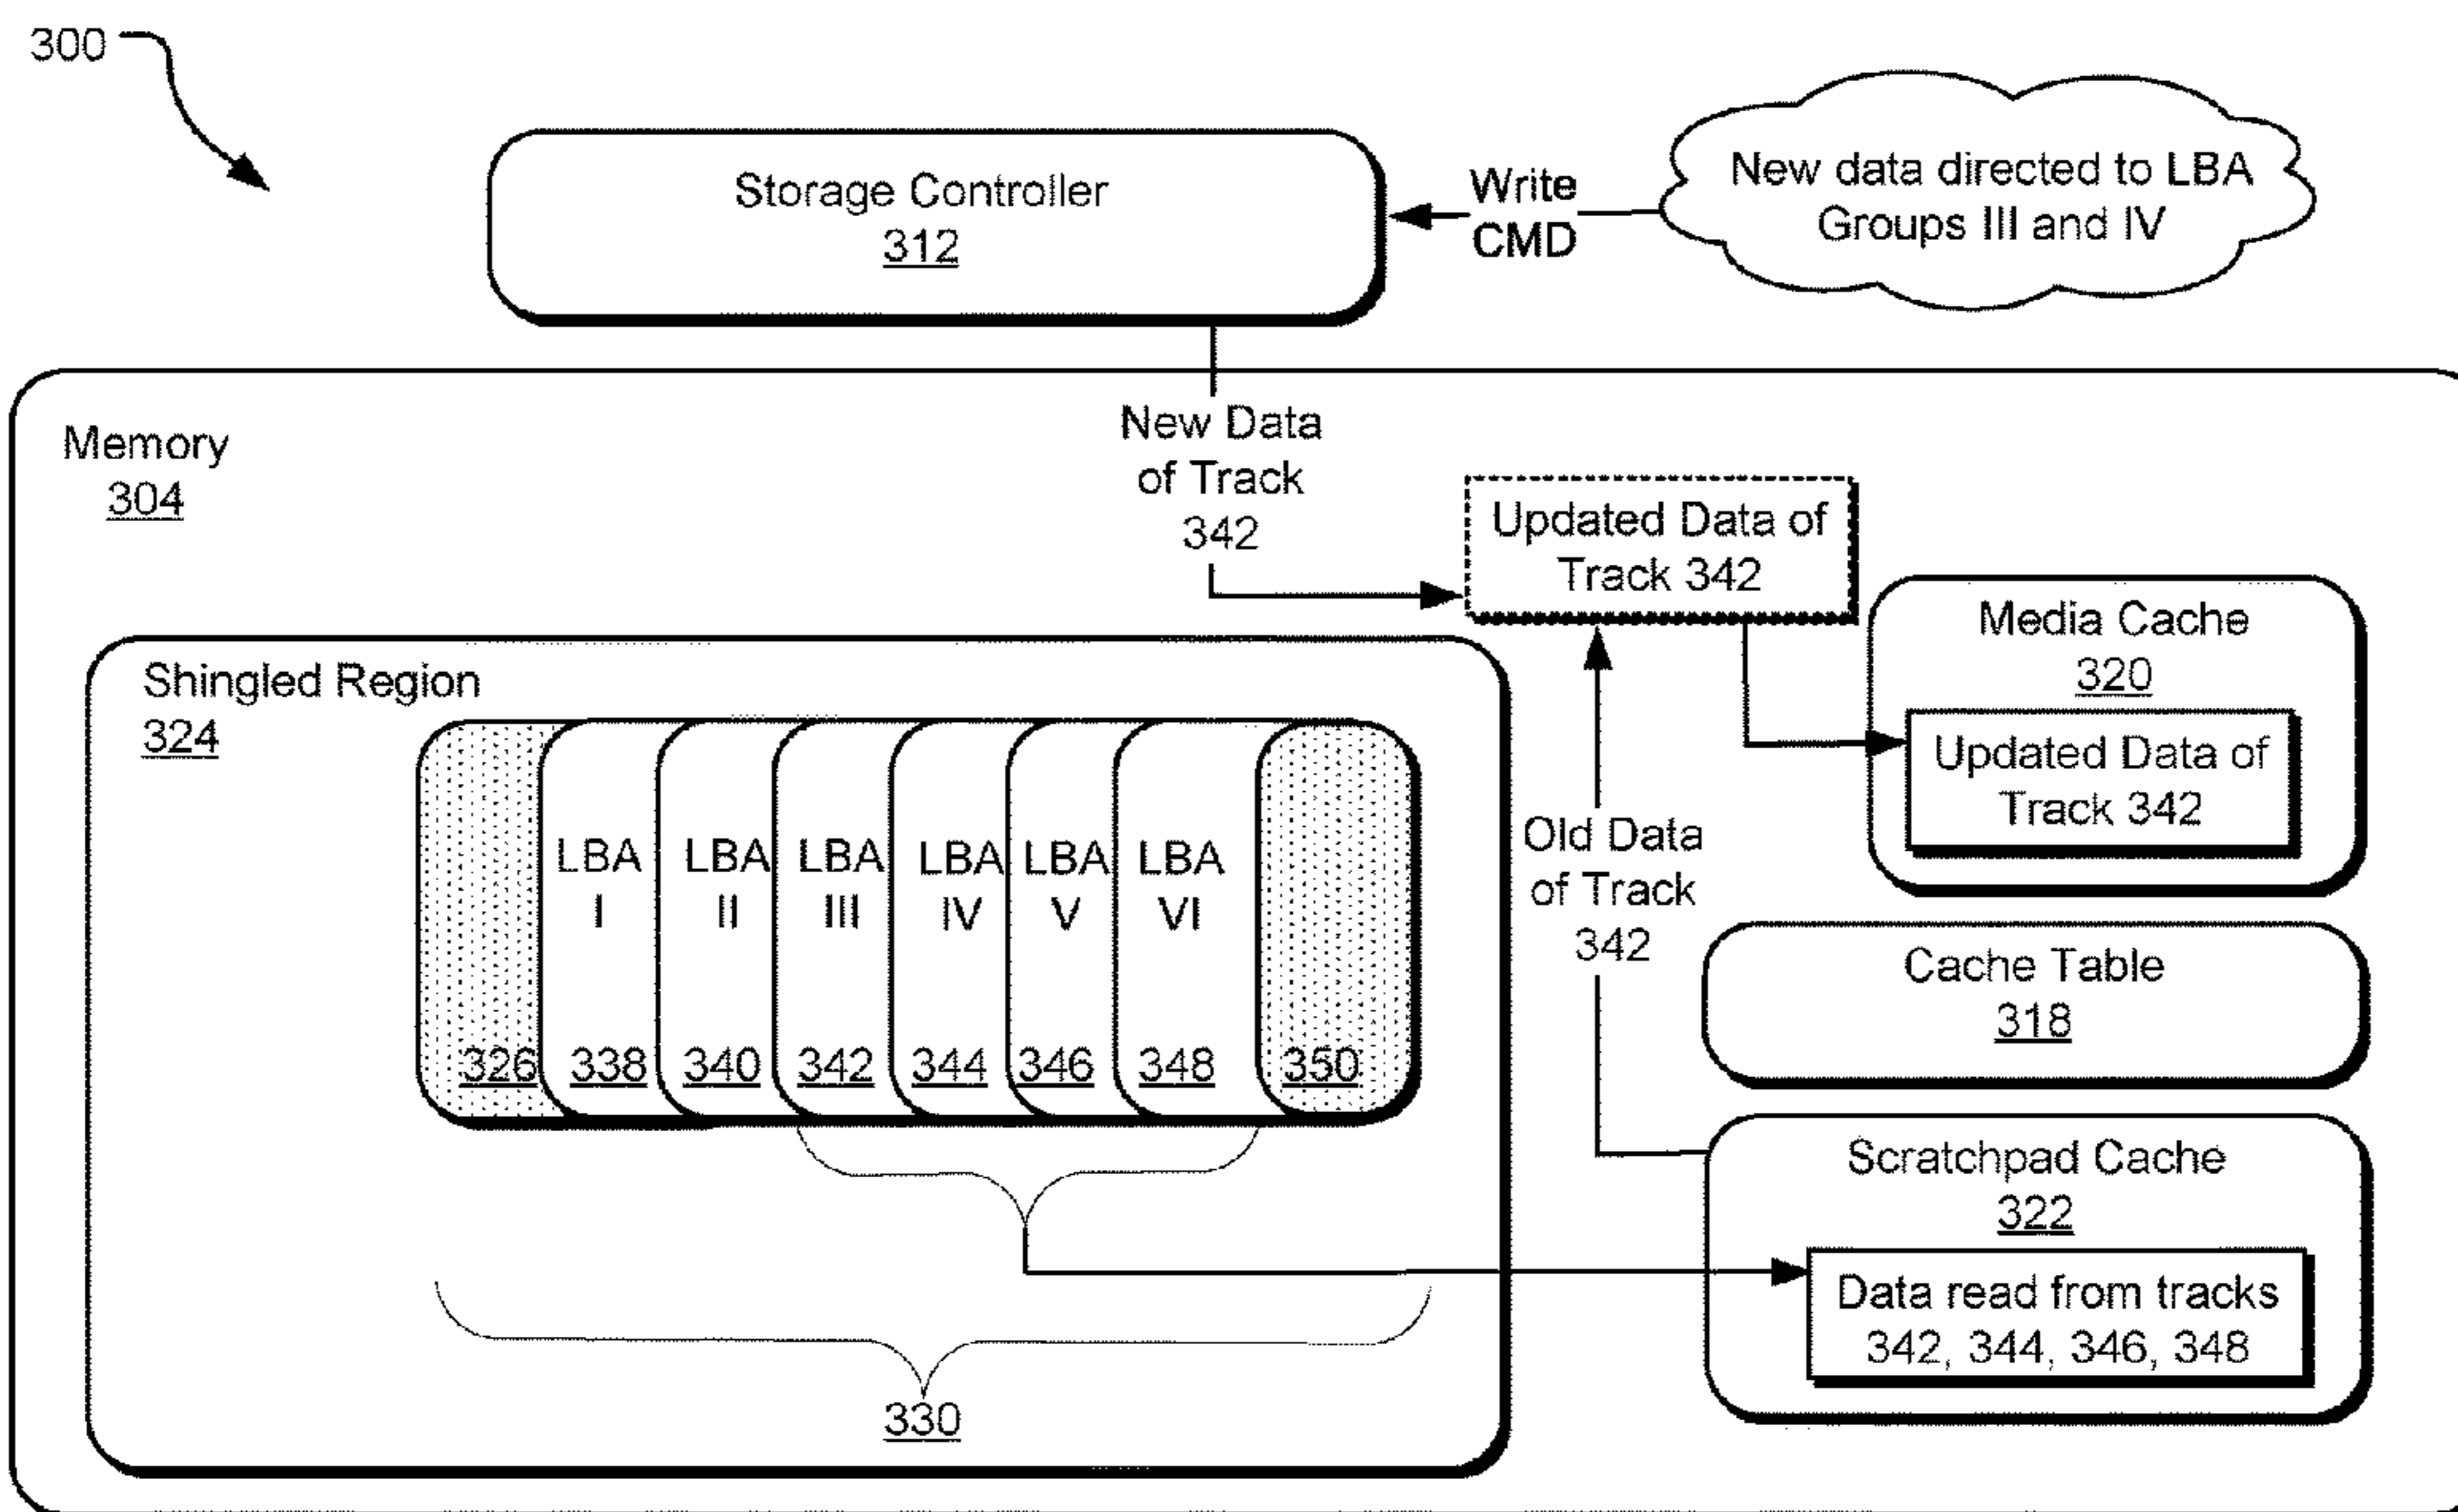 300
Storage Controller
312
Write
CMD
New data directed to LBA
Groups III and IV
Memory
304
New Data
of Track
342
Updated Data of
Track 342
Media Cache
320
Updated Data of
Track 342
Shingled Region
324
LBA
I
LBA
II
LBA
III
LBA
IV
LBA
V
LBA
VI
326
338
340
342
344
346
348
350
330
Old Data
of Track
342
Cache Table
318
Scratchpad Cache
322
Data read from tracks
342, 344, 346, 348